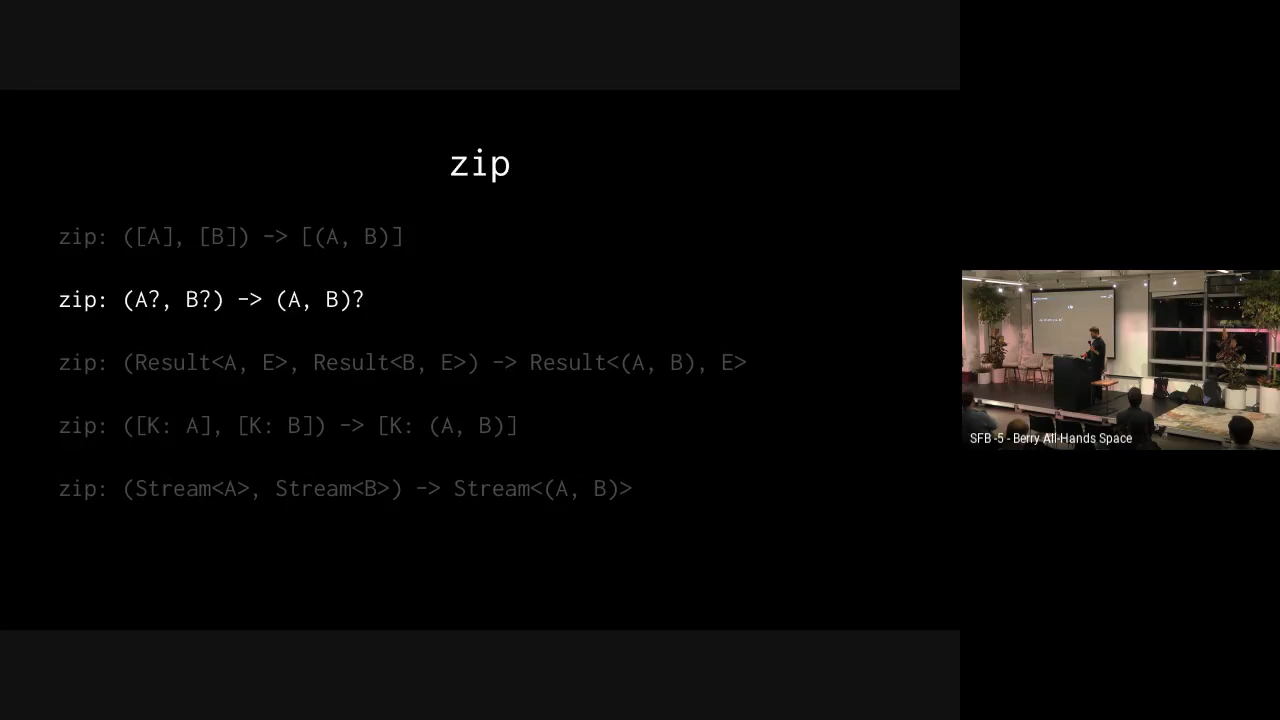 zip
zip: ([A], [B]) -> [(A, B)]
zip: (A?, B?) -> (A, B)?
zip: (Result<A, E>, Result<B, E>) -> Result<(A, B), E>
zip: ([K: A], [K: B]) -> [K: (A, B)]
zip: (Stream<A>, Stream<B>) -> Stream<(A, B)>
SFB -5 - Berry All-Hands Space